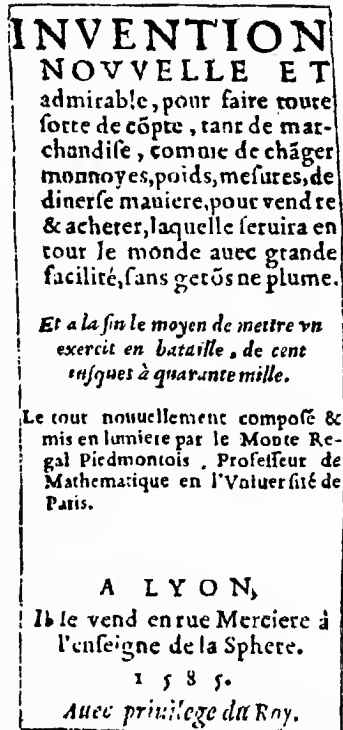 INVENTION
NOVVELLE ET
admirable, pour faire toute
ſorte de cõpte, tant de mar-
chandiſe, comme de chãger
monnoyes, poids, meſures, de
diuerſe maniere, pour vendre
& acheter, laquelle ſeruira en
tout le monde auec grande
facilité, ſans getõs ne plume.
Et a la fin le moyen de mettre vn
exercit en bataille, de cent
iuſques à quarante mille.
Le tout nouuellement compoſé &
mis en lumiere par le Monte Re-
gal Piedmontois, Profeſſeur de
Mathematique en l'Vniuerſité de
Paris.
A LYON,
Il ſe vend en rue Merciere à
l'enſeigne de la Sphere.
1585.
Auec priuilege du Roy.